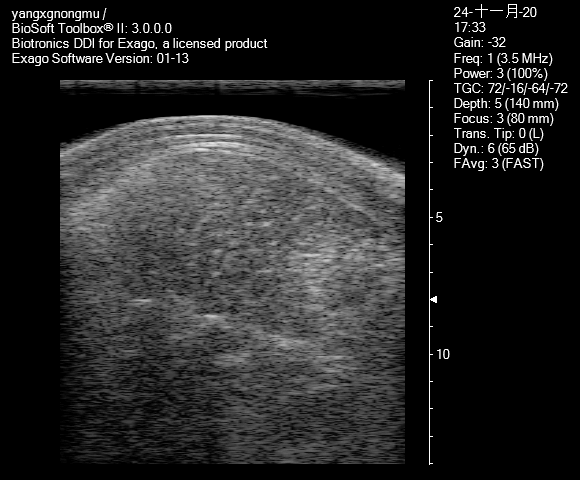 yangxgnongmu /
BioSoft Toolbox® II: 3.0.0.0
Biotronics DDI for Exago, a licensed product
Exago Software Version: 01-13
24-十一月-20
17:33
Gain: -32
Freq: 1 (3.5 MHz)
Power: 3 (100%)
TGC: 72/-16/-64/-72
Depth: 5 (140 mm)
Focus: 3 (80 mm)
Trans. Tip: 0 (L)
Dyn.: 6 (65 dB)
FAvg: 3 (FAST)
5
10